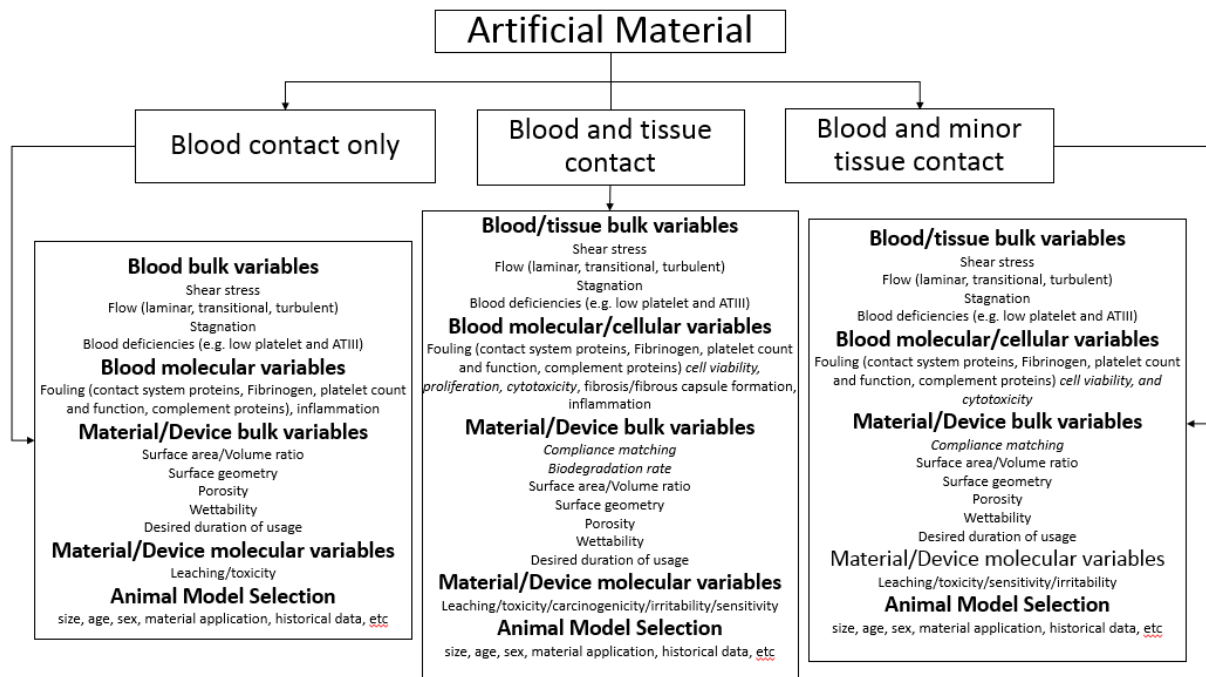 Artificial Material
Blood contact only
Blood and tissue
contact
Blood and minor
tissue contact
Blood bulk variables
Shear stress
Flow (laminar, transitional, turbulent)
Stagnation
Blood deficiencies (e.g. low platelet and ATIII)
Blood molecular variables
Fouling (contact system proteins, Fibrinogen, platelet count
and function, complement proteins), inflammation
Material/Device bulk variables
Surface area/Volume ratio
Surface geometry
Porosity
Wettability
Desired duration of usage
Material/Device molecular variables
Leaching/toxicity
Animal Model Selection
size, age, sex, material application, historical data, etc
Blood/tissue bulk variables
Shear stress
Flow (laminar, transitional, turbulent)
Stagnation
Blood deficiencies (e.g. low platelet and ATIII)
Blood molecular/cellular variables
Fouling (contact system proteins, Fibrinogen, platelet count
and function, complement proteins) cell viability,
proliferation, cytotoxicity, fibrosis/fibrous capsule formation,
inflammation
Material/Device bulk variables
Compliance matching
Biodegradation rate
Surface area/Volume ratio
Surface geometry
Porosity
Wettability
Desired duration of usage
Material/Device molecular variables
Leaching/toxicity/carcinogenicity/irritability/sensitivity
Animal Model Selection
size, age, sex, material application, historical data, etc
Blood/tissue bulk variables
Shear stress
Flow (laminar, transitional, turbulent)
Stagnation
Blood deficiencies (e.g. low platelet and ATIII)
Blood molecular/cellular variables
Fouling (contact system proteins, Fibrinogen, platelet count
and function, complement proteins) cell viability, and
cytotoxicity
Material/Device bulk variables
Compliance matching
Surface area/Volume ratio
Surface geometry
Porosity
Wettability
Desired duration of usage
Material/Device molecular variables
Leaching/toxicity/sensitivity/irritability
Animal Model Selection
size, age, sex, material application, historical data, etc